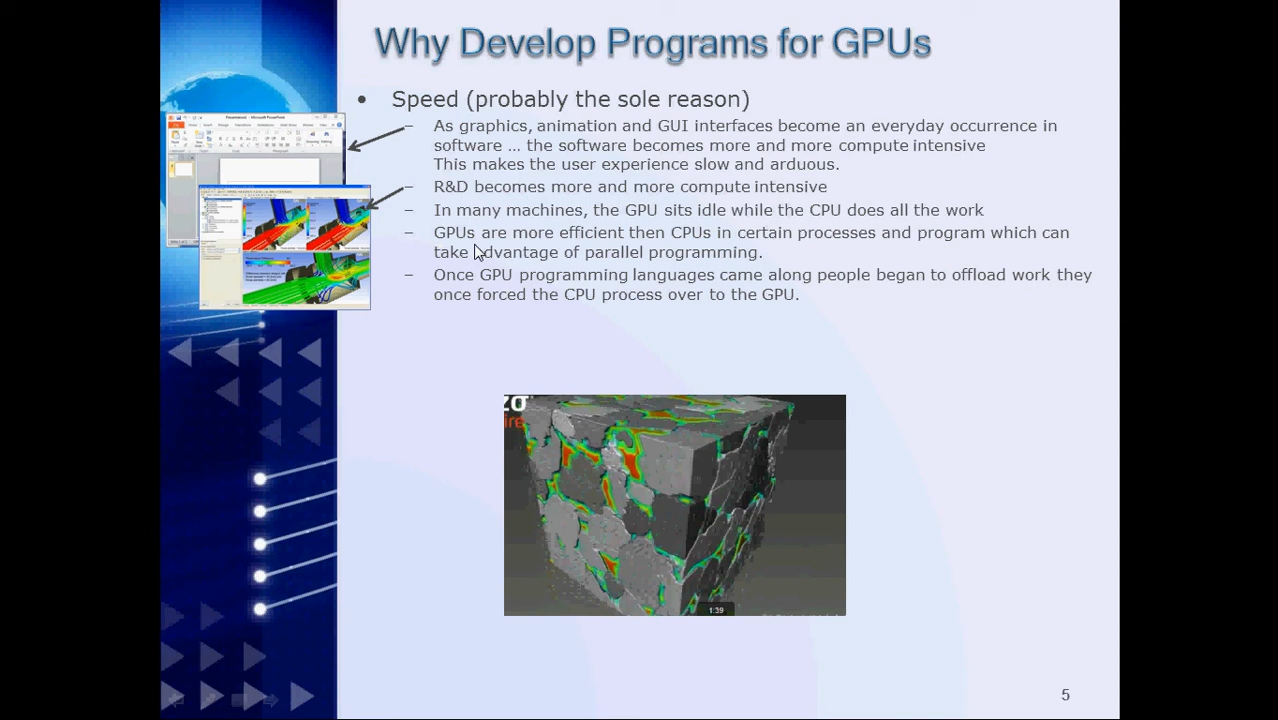 Why Develop Programs for GPUs
• Speed (probably the sole reason)
– As graphics, animation and GUI interfaces become an everyday occurrence in
software … the software becomes more and more compute intensive
This makes the user experience slow and arduous.
– R&D becomes more and more compute intensive
– In many machines, the GPU sits idle while the CPU does all the work
– GPUs are more efficient then CPUs in certain processes and program which can
take advantage of parallel programming.
– Once GPU programming languages came along people began to offload work they
once forced the CPU process over to the GPU.
1:39
5